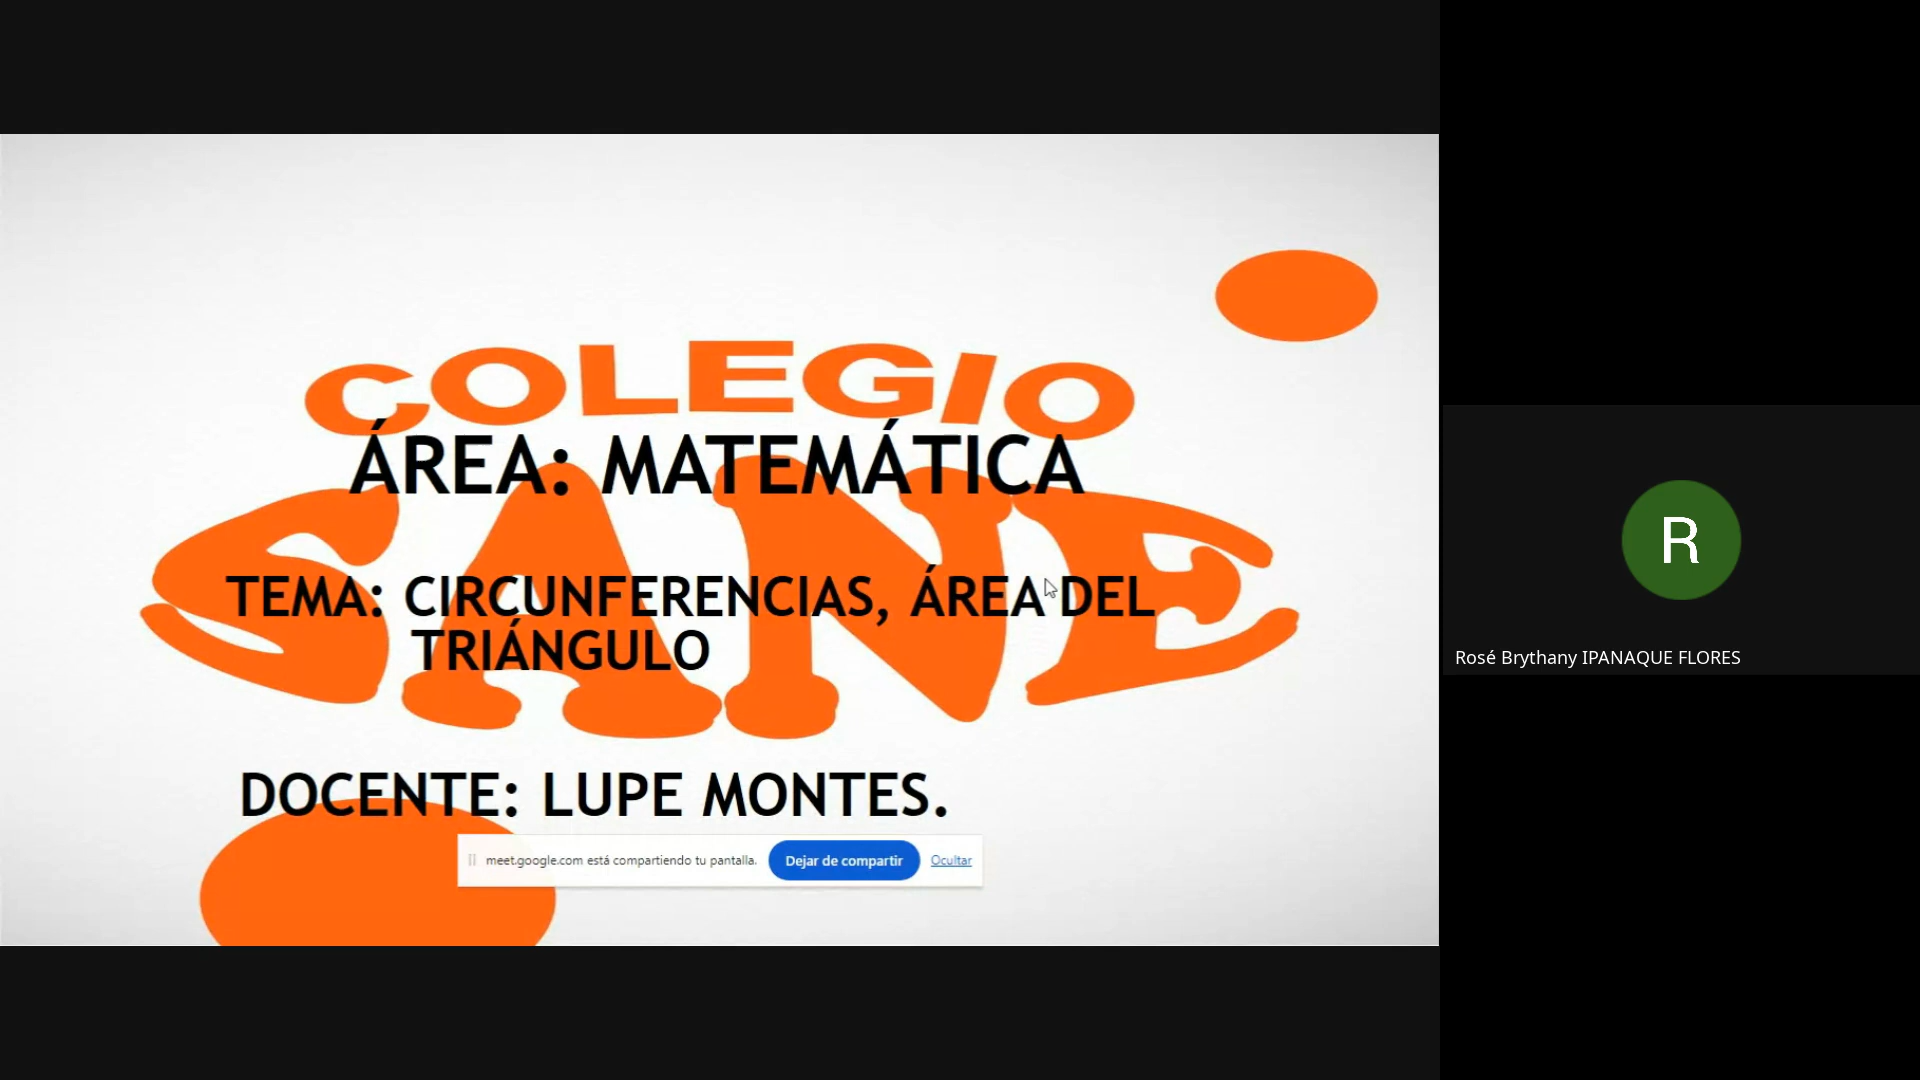 COLEGIO
SANE
ÁREA: MATEMÁTICA
TEMA: CIRCUNFERENCIAS, ÁREA DEL
TRIÁNGULO
DOCENTE: LUPE MONTES.
meet.google.com está compartiendo tu pantalla. Dejar de compartir Ocultar
R
Rosé Brythany IPANAQUE FLORES